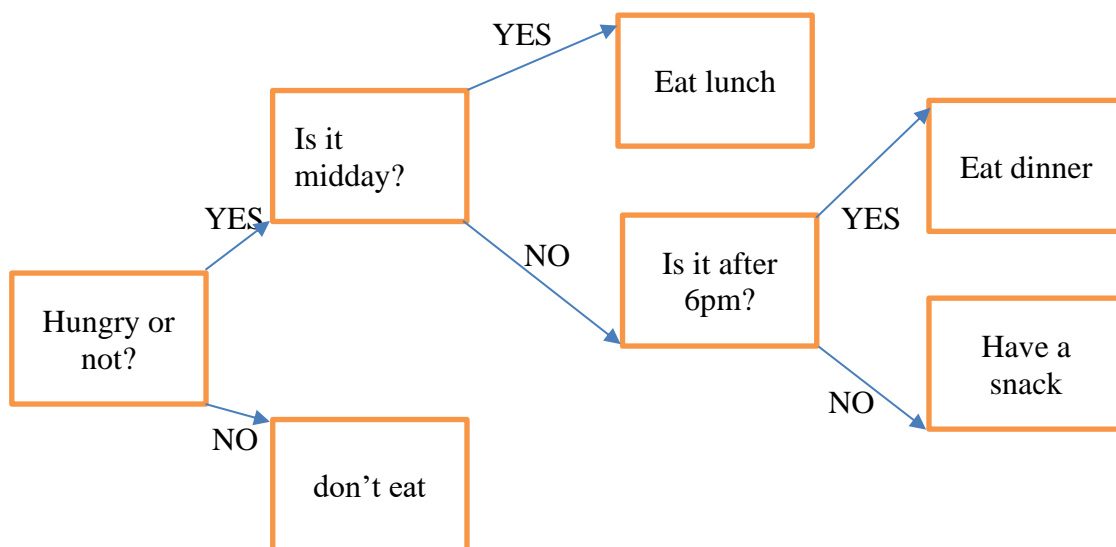 YES
Eat lunch
Is it
midday?
Eat dinner
YES
YES
NO
Is it after
6pm?
Hungry or
not?
Have a
snack
NO
NO
don’t eat